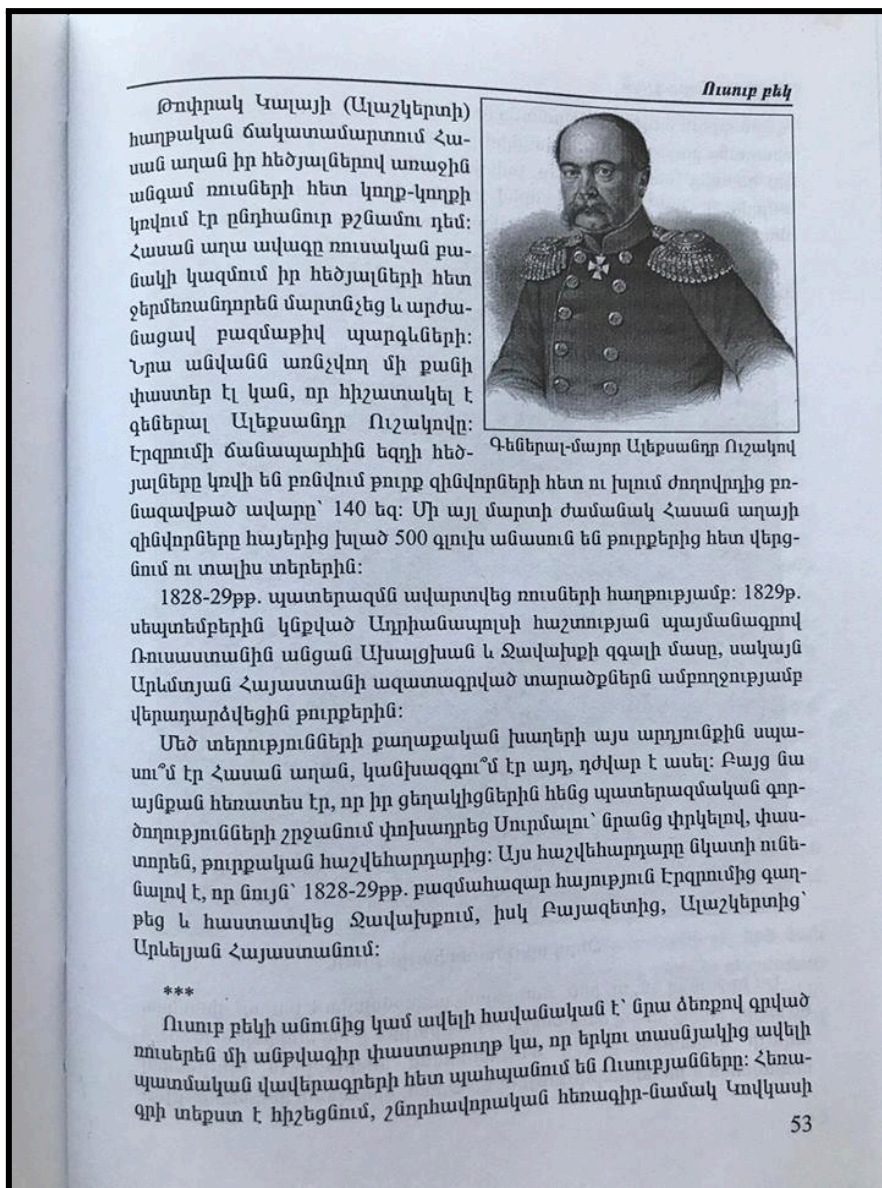 Ուսուբ բեկ
Թոփրակ Կալայի (Ալաշկերտի)
հաղթական ճակատամարտում Հա-
սան աղան իր հեծյալներով առաջին
անգամ ռուսների հետ կողք-կողքի
կռվում էր ընդհանուր թշնամու դեմ:
Հասան աղա ավագը ռուսական բա-
նակի կազմում իր հեծյալների հետ
ջերմեռանդորեն մարտնչեց և արժա-
նացավ բազմաթիվ պարգևների:
Նրա անվանն առնչվող մի քանի
փաստեր էլ կան, որ հիշատակել է
գեներալ Ալեքսանդր Ուշակովը:
Էրզրումի ճանապարհին եզդի հեծ-
Գեներալ-մայոր Ալեքսանդր Ուշակով
յալները կռվի են բռնվում թուրք զինվորների հետ ու խլում ժողովրդից բռ-
նազավթած ավարը՝ 140 եզ: Մի այլ մարտի ժամանակ Հասան աղայի
զինվորները հայերից խլած 500 գլուխ անասուն են թուրքերից հետ վերց-
նում ու տալիս տերերին:
1828-29թթ. պատերազմն ավարտվեց ռուսների հաղթությամբ: 1829թ.
սեպտեմբերին կնքված Ադրիանապոլսի հաշտության պայմանագրով
Ռուսաստանին անցան Ախալցխան և Ջավախքի զգալի մասը, սակայն
Արևմտյան Հայաստանի ազատագրված տարածքներն ամբողջությամբ
վերադարձվեցին թուրքերին:
Մեծ տերությունների քաղաքական խաղերի այս արդյունքին սպա-
սու՞մ էր Հասան աղան, կանխազգու՞մ էր այդ, դժվար է ասել: Բայց նա
այնքան հեռատես էր, որ իր ցեղակիցներին հենց պատերազմական գոր-
ծողությունների շրջանում փոխադրեց Սուրմալու՝ նրանց փրկելով, փաս-
տորեն, թուրքական հաշվեհարդարից: Այս հաշվեհարդարը նկատի ունե-
նալով է, որ նույն՝ 1828-29թթ. բազմահազար հայություն Էրզրումից գաղ-
թեց և հաստատվեց Ջավախքում, իսկ Բայազետից, Ալաշկերտից՝
Արևելյան Հայաստանում:
***
Ուսուբ բեկի անունից կամ ավելի հավանական է՝ նրա ձեռքով գրված
ռուսերեն մի անթվագիր փաստաթուղթ կա, որ երկու տասնյակից ավելի
պատմական վավերագրերի հետ պահպանում են Ուսուբյանները: Հեռա-
գրի տեքստ է հիշեցնում, շնորհավորական հեռագիր-նամակ Կովկասի
53